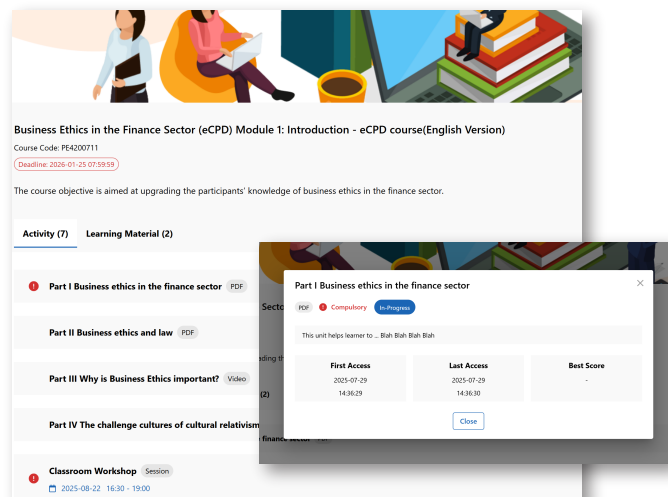 Business Ethics in the Finance Sector (eCPD) Module 1: Introduction - eCPD course(English Version)
Course Code: PE4200711
Deadline: 2026-01-25 07:59:59
The course objective is aimed at upgrading the participants' knowledge of business ethics in the finance sector.
Activity (7) Learning Material (2)
Part I Business ethics in the finance sector PDF
Part II Business ethics and law PDF
Part III Why is Business Ethics important? Video
Part IV The challenge cultures of cultural relativism
Classroom Workshop Session
2025-08-22 16:30 - 19:00
Part I Business ethics in the finance sector
PDF Compulsory In-Progress
This unit helps learner to ... Blah Blah Blah Blah
First Access Last Access Best Score
2025-07-29 2025-07-29 -
14:36:29 14:36:30
Close
(2)
finance sector PDF